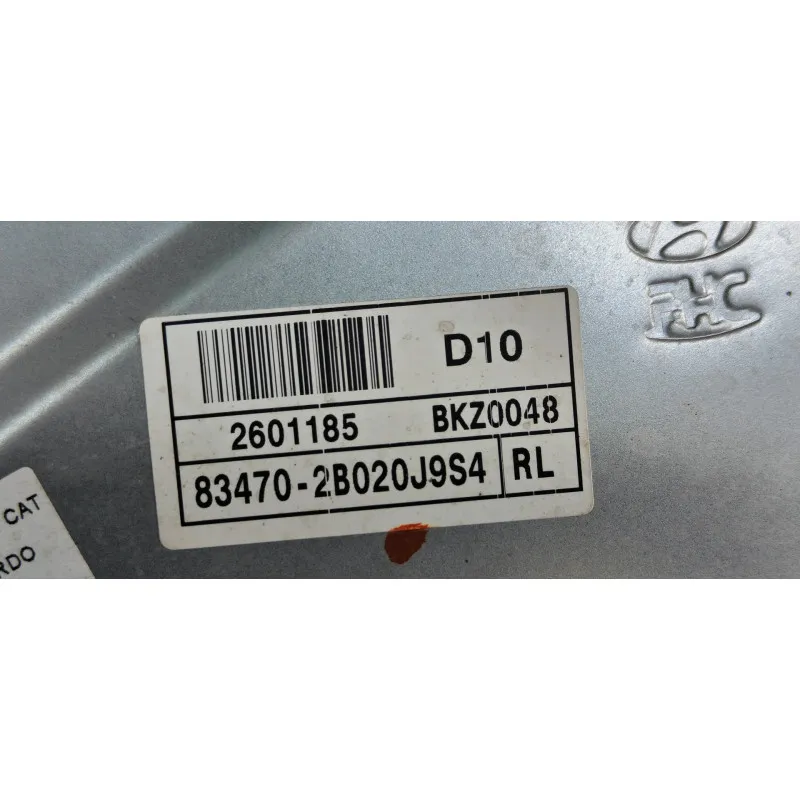 D10
2601185 BKZ0048
83470-2B020J9S4 RL
CAT
RDO